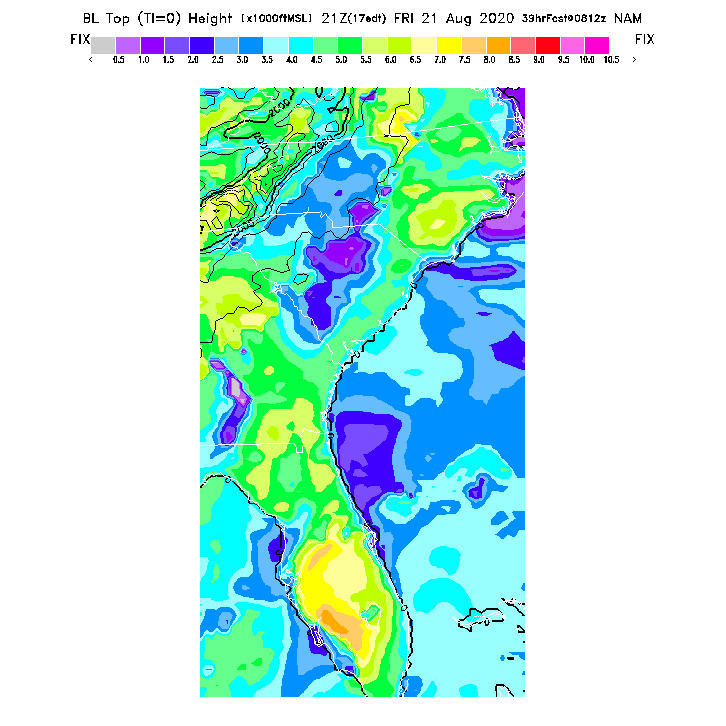 BL Top (TI=0) Height [x1000ftMSL] 21Z(17edt) FRI 21 Aug 2020 39hrFcst@0812z NAM
FIX FIX
< 0.5 1.0 1.5 2.0 2.5 3.0 3.5 4.0 4.5 5.0 5.5 6.0 6.5 7.0 7.5 8.0 8.5 9.0 9.5 10.0 10.5 >
2000
2000
2000